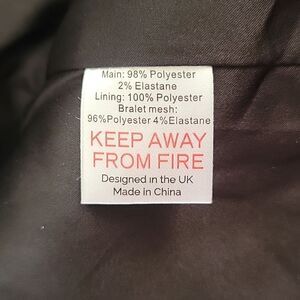 Main: 98% Polyester
2% Elastane
Lining: 100% Polyester
Bralet mesh:
96%Polyester 4%Elastane
KEEP AWAY
FROM FIRE
Designed in the UK
Made in China